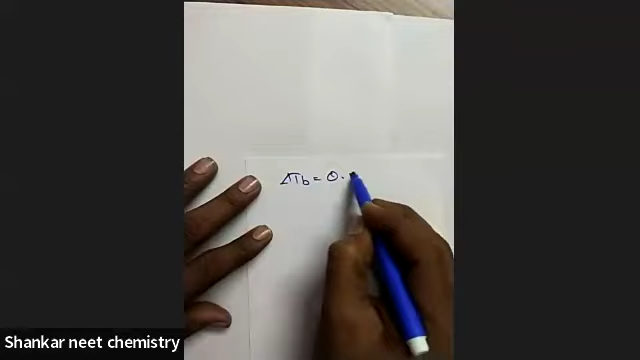 ΔTb = 0.
Shankar neet chemistry